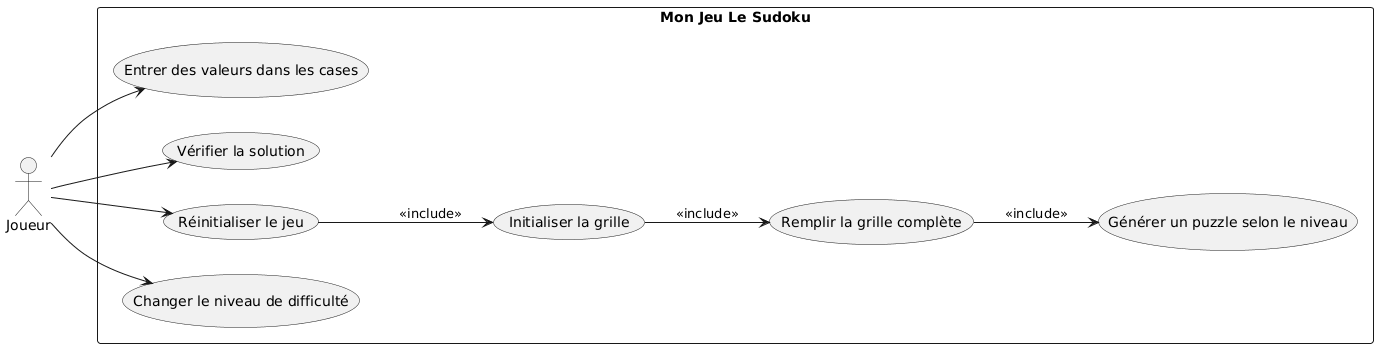 Mon Jeu Le Sudoku
Entrer des valeurs dans les cases
Vérifier la solution
Joueur
Réinitialiser le jeu
«include»
Initialiser la grille
«include»
Remplir la grille complète
«include»
Générer un puzzle selon le niveau
Changer le niveau de difficulté